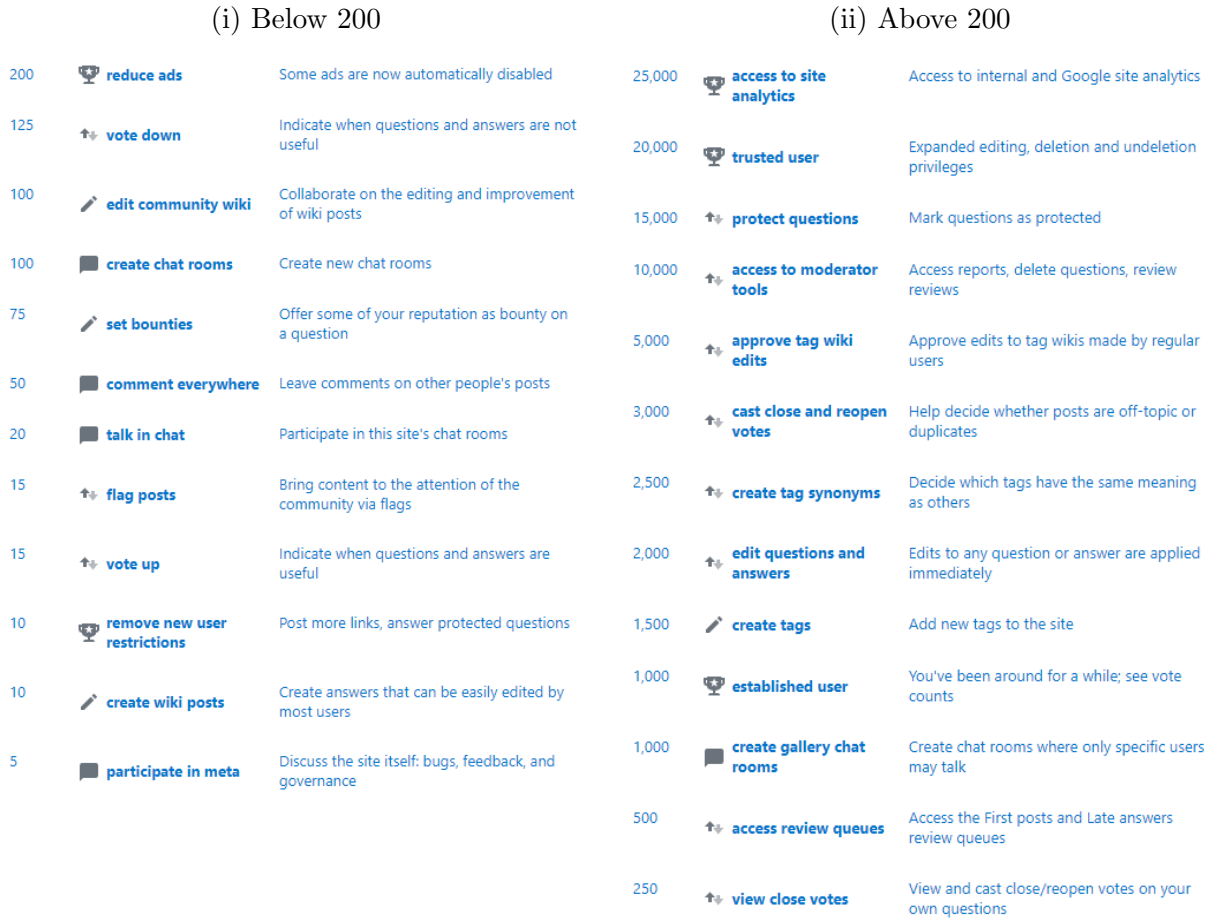 (i) Below 200
200 reduce ads Some ads are now automatically disabled
125 vote down Indicate when questions and answers are not
useful
100 edit community wiki Collaborate on the editing and improvement
of wiki posts
100 create chat rooms Create new chat rooms
75 set bounties Offer some of your reputation as bounty on
a question
50 comment everywhere Leave comments on other people's posts
20 talk in chat Participate in this site's chat rooms
15 flag posts Bring content to the attention of the
community via flags
15 vote up Indicate when questions and answers are
useful
10 remove new user
restrictions Post more links, answer protected questions
10 create wiki posts Create answers that can be easily edited by
most users
5 participate in meta Discuss the site itself: bugs, feedback, and
governance
(ii) Above 200
25,000 access to site
analytics Access to internal and Google site analytics
20,000 trusted user Expanded editing, deletion and undeletion
privileges
15,000 protect questions Mark questions as protected
10,000 access to moderator
tools Access reports, delete questions, review
reviews
5,000 approve tag wiki
edits Approve edits to tag wikis made by regular
users
3,000 cast close and reopen
votes Help decide whether posts are off-topic or
duplicates
2,500 create tag synonyms Decide which tags have the same meaning
as others
2,000 edit questions and
answers Edits to any question or answer are applied
immediately
1,500 create tags Add new tags to the site
1,000 established user You've been around for a while; see vote
counts
1,000 create gallery chat
rooms Create chat rooms where only specific users
may talk
500 access review queues Access the First posts and Late answers
review queues
250 view close votes View and cast close/reopen votes on your
own questions